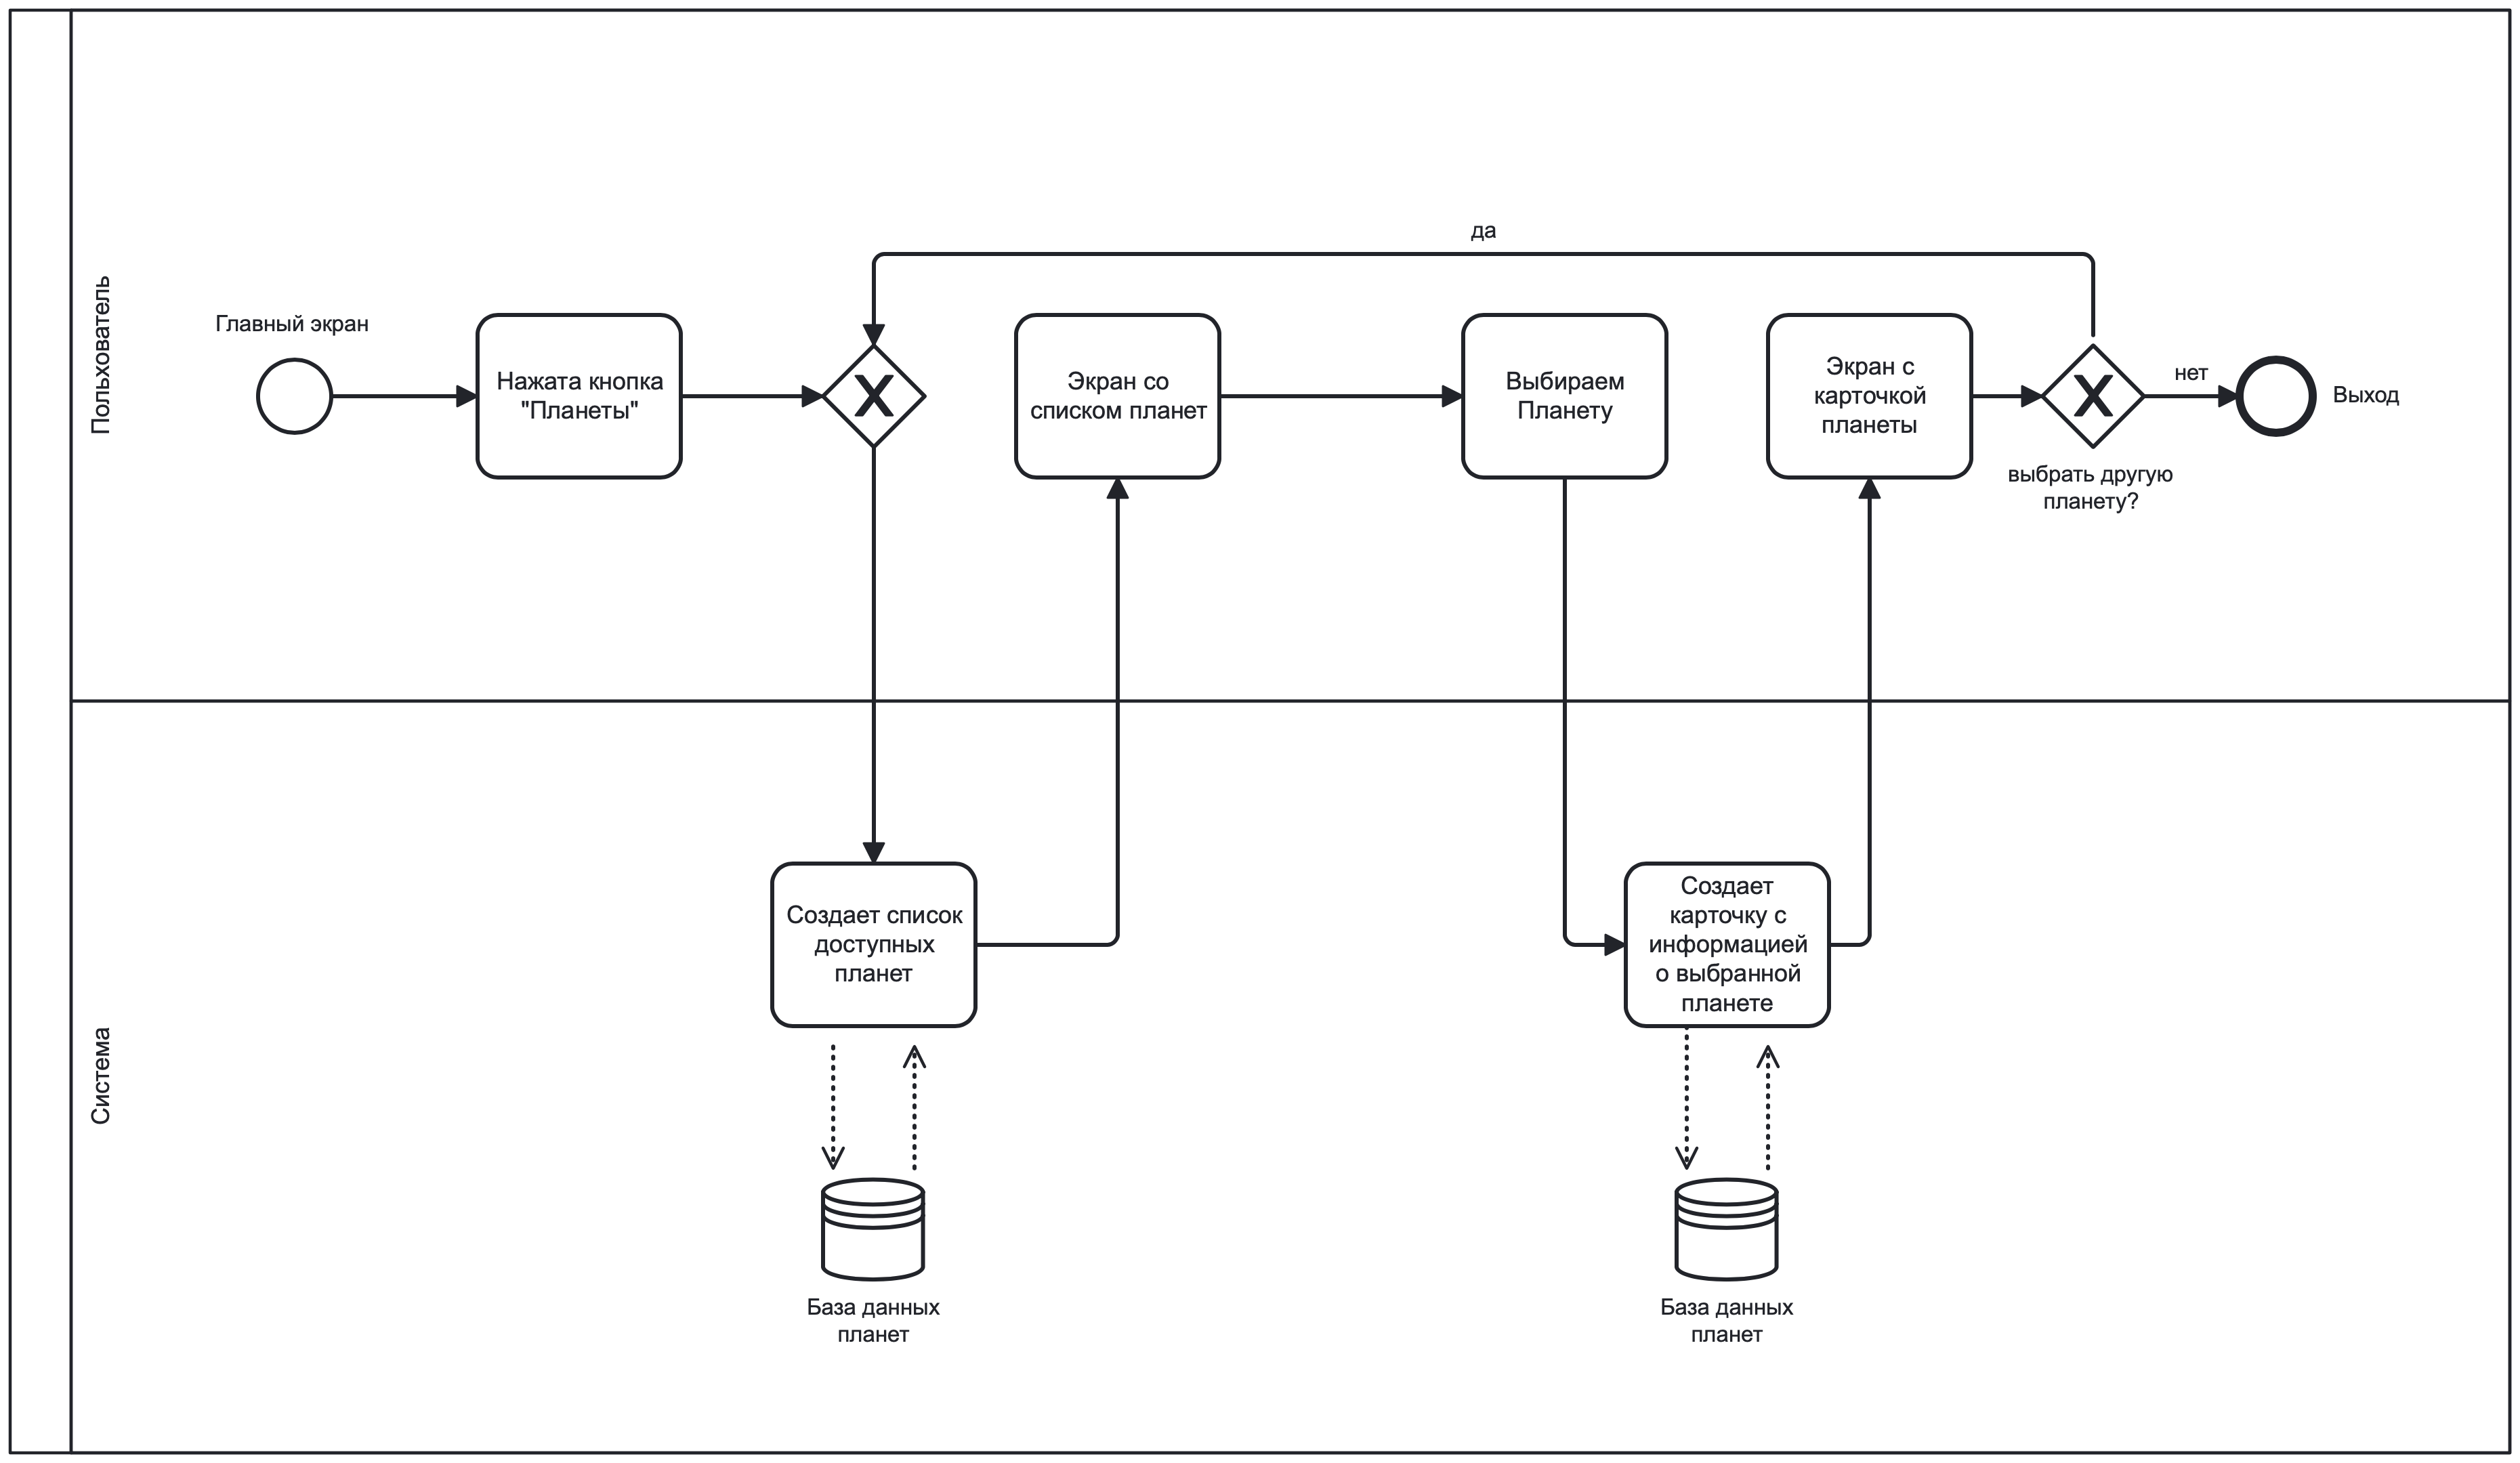 Польхователь
Главный экран
Нажата кнопка
"Планеты"
X
да
Экран со
списком планет
Выбираем
Планету
Экран с
карточкой
планеты
X
выбрать другую
планету?
нет
Выход
Система
Создает список
доступных
планет
База данных
планет
Создает
карточку с
информацией
о выбранной
планете
База данных
планет